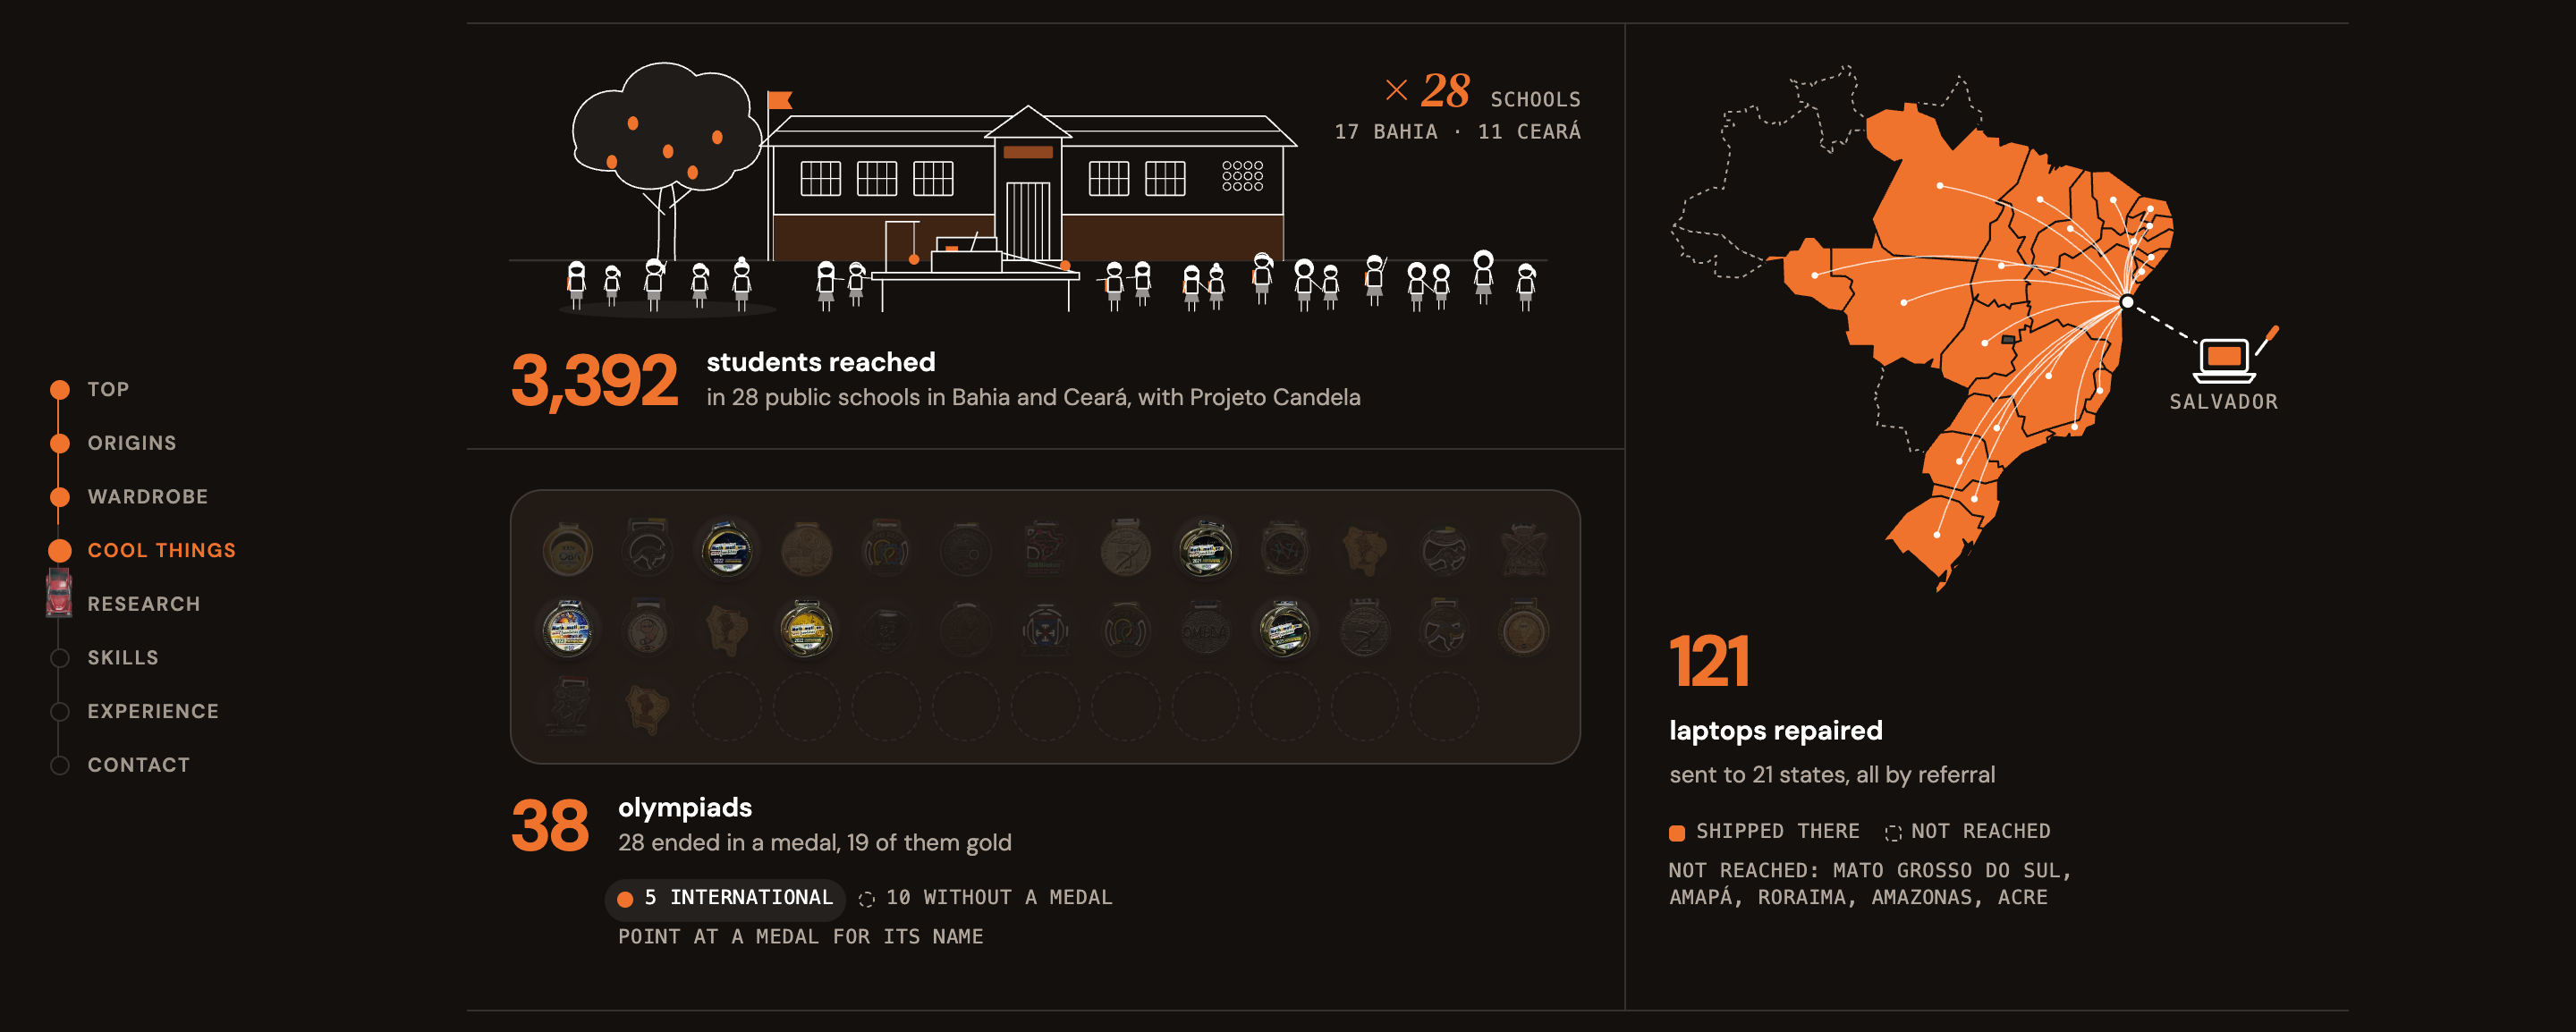 TOP
ORIGINS
WARDROBE
COOL THINGS
RESEARCH
SKILLS
EXPERIENCE
CONTACT
× 28 SCHOOLS
17 BAHIA · 11 CEARÁ
3,392
students reached
in 28 public schools in Bahia and Ceará, with Projeto Candela
38
olympiads
28 ended in a medal, 19 of them gold
5 INTERNATIONAL
10 WITHOUT A MEDAL
POINT AT A MEDAL FOR ITS NAME
SALVADOR
121
laptops repaired
sent to 21 states, all by referral
SHIPPED THERE
NOT REACHED
NOT REACHED: MATO GROSSO DO SUL,
AMAPÁ, RORAIMA, AMAZONAS, ACRE